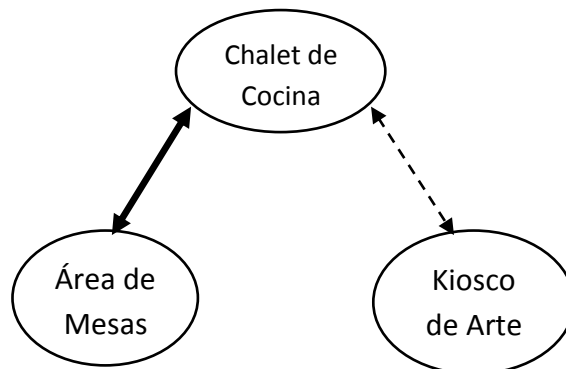 Chalet de
Cocina
Área de
Mesas
Kiosco
de Arte